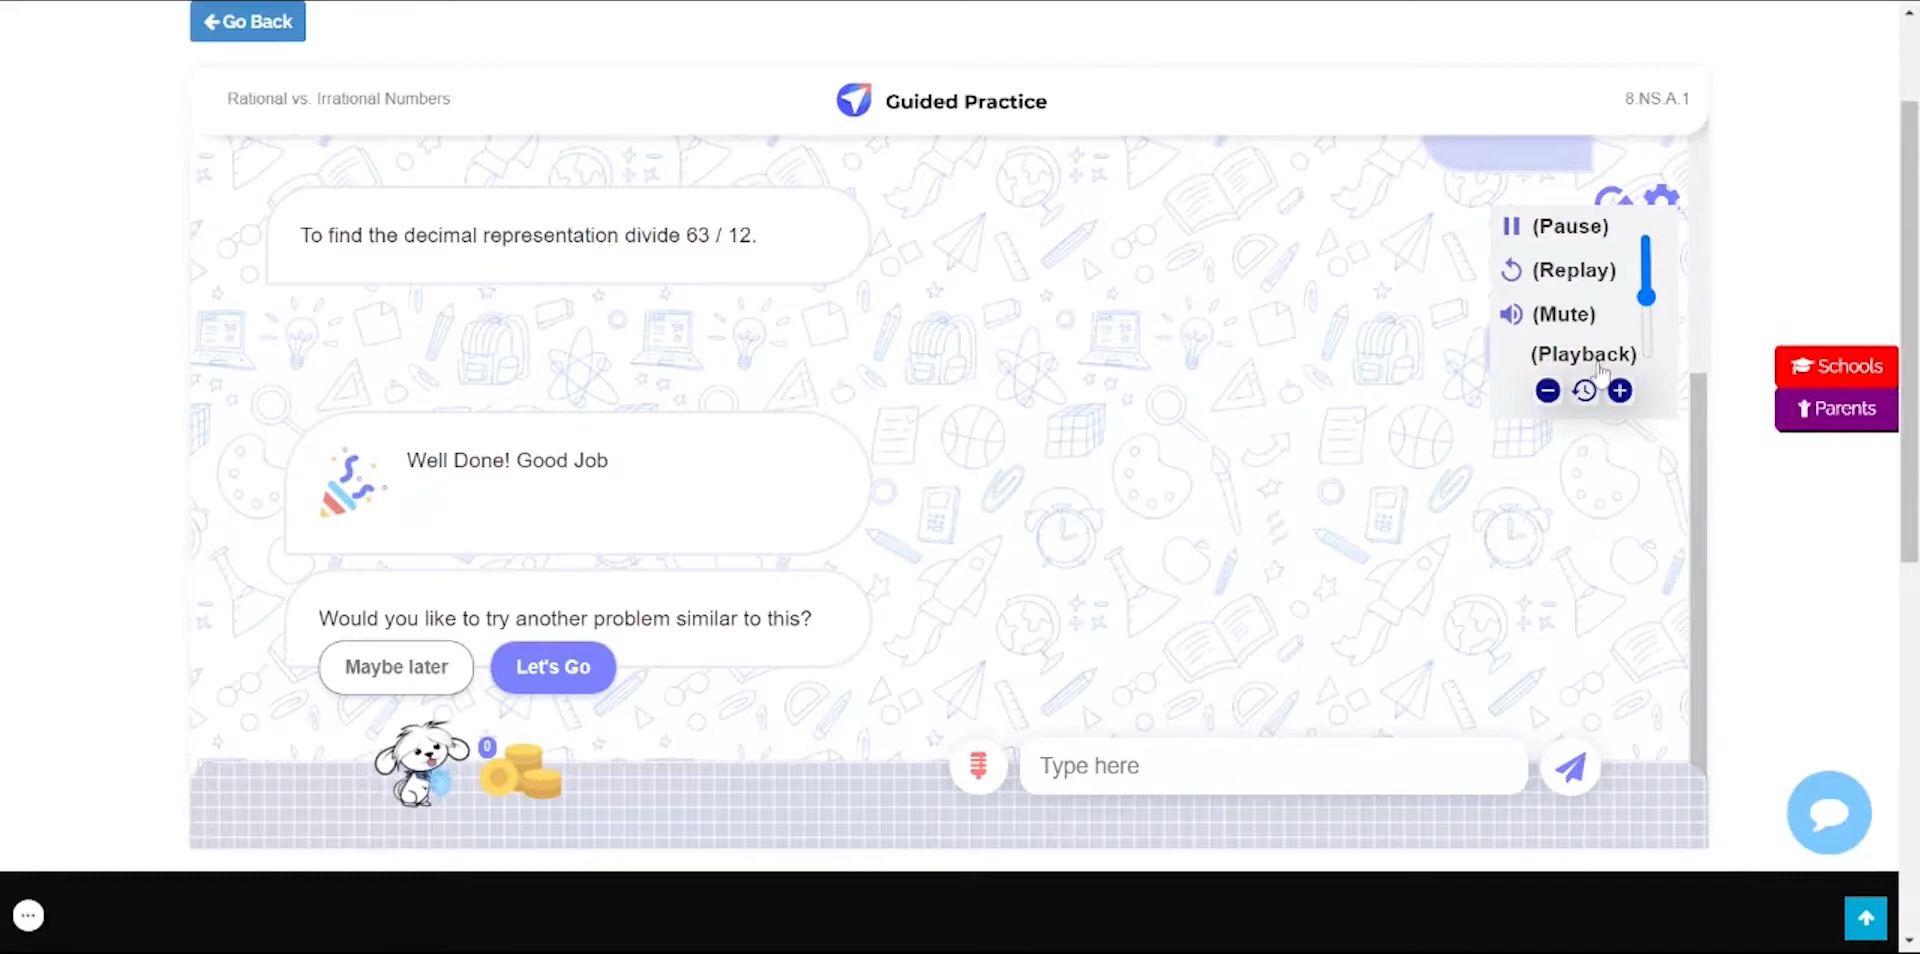 Go Back
Rational vs. Irrational Numbers
Guided Practice
8.NS.A.1
To find the decimal representation divide 63 / 12.
(Pause)
(Replay)
(Mute)
(Playback)
Schools
Parents
Well Done! Good Job
Would you like to try another problem similar to this?
Maybe later
Let's Go
0
Type here